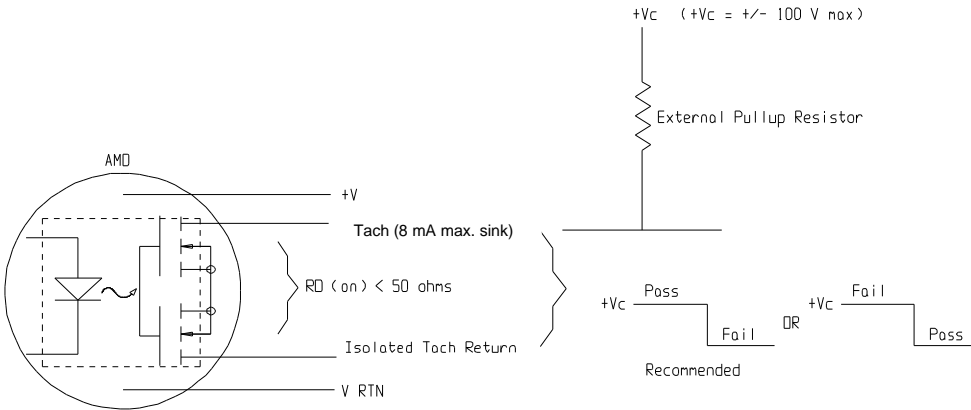 +Vc (+Vc = +/- 100 V max)
External Pullup Resistor
AMD
+V
Tach (8 mA max. sink)
RD (on) < 50 ohms
Isolated Tach Return
V RTN
+Vc Pass
Fail
Recommended
OR
+Vc Fail
Pass